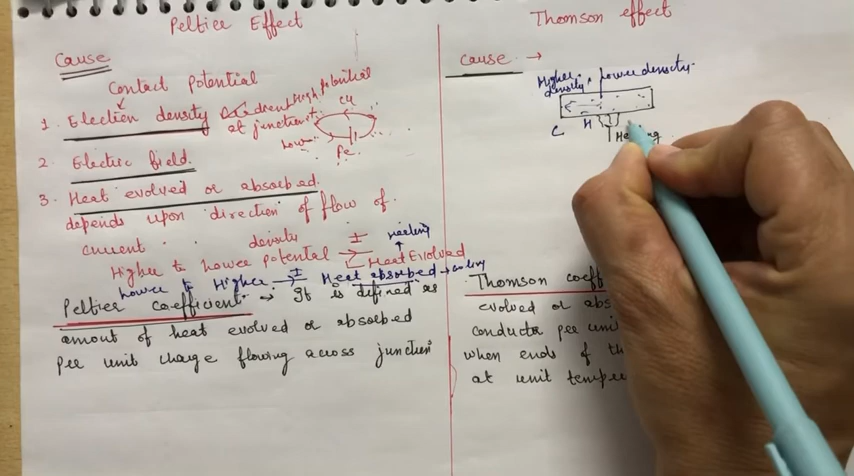 Peltier Effect
Cause
Contact Potential
1. Electron density Gradient
at junction
High potential
Cu
Low
Fe
2. Electric field.
3. Heat evolved or absorbed.
depends upon direction of flow of
current.
density
Higher to Lower Potential I Heat Evolved
heating
Lower to Higher I Heat absorbed → cooling
Peltier Coefficient → It is defined as
amount of heat evolved or absorbed
per unit charge flowing across junction
Thomson effect
Cause →
Higher density
Lower density.
C H
Thomson coeff
evolved or abs
conductor per uni
when ends of th
at unit tempe